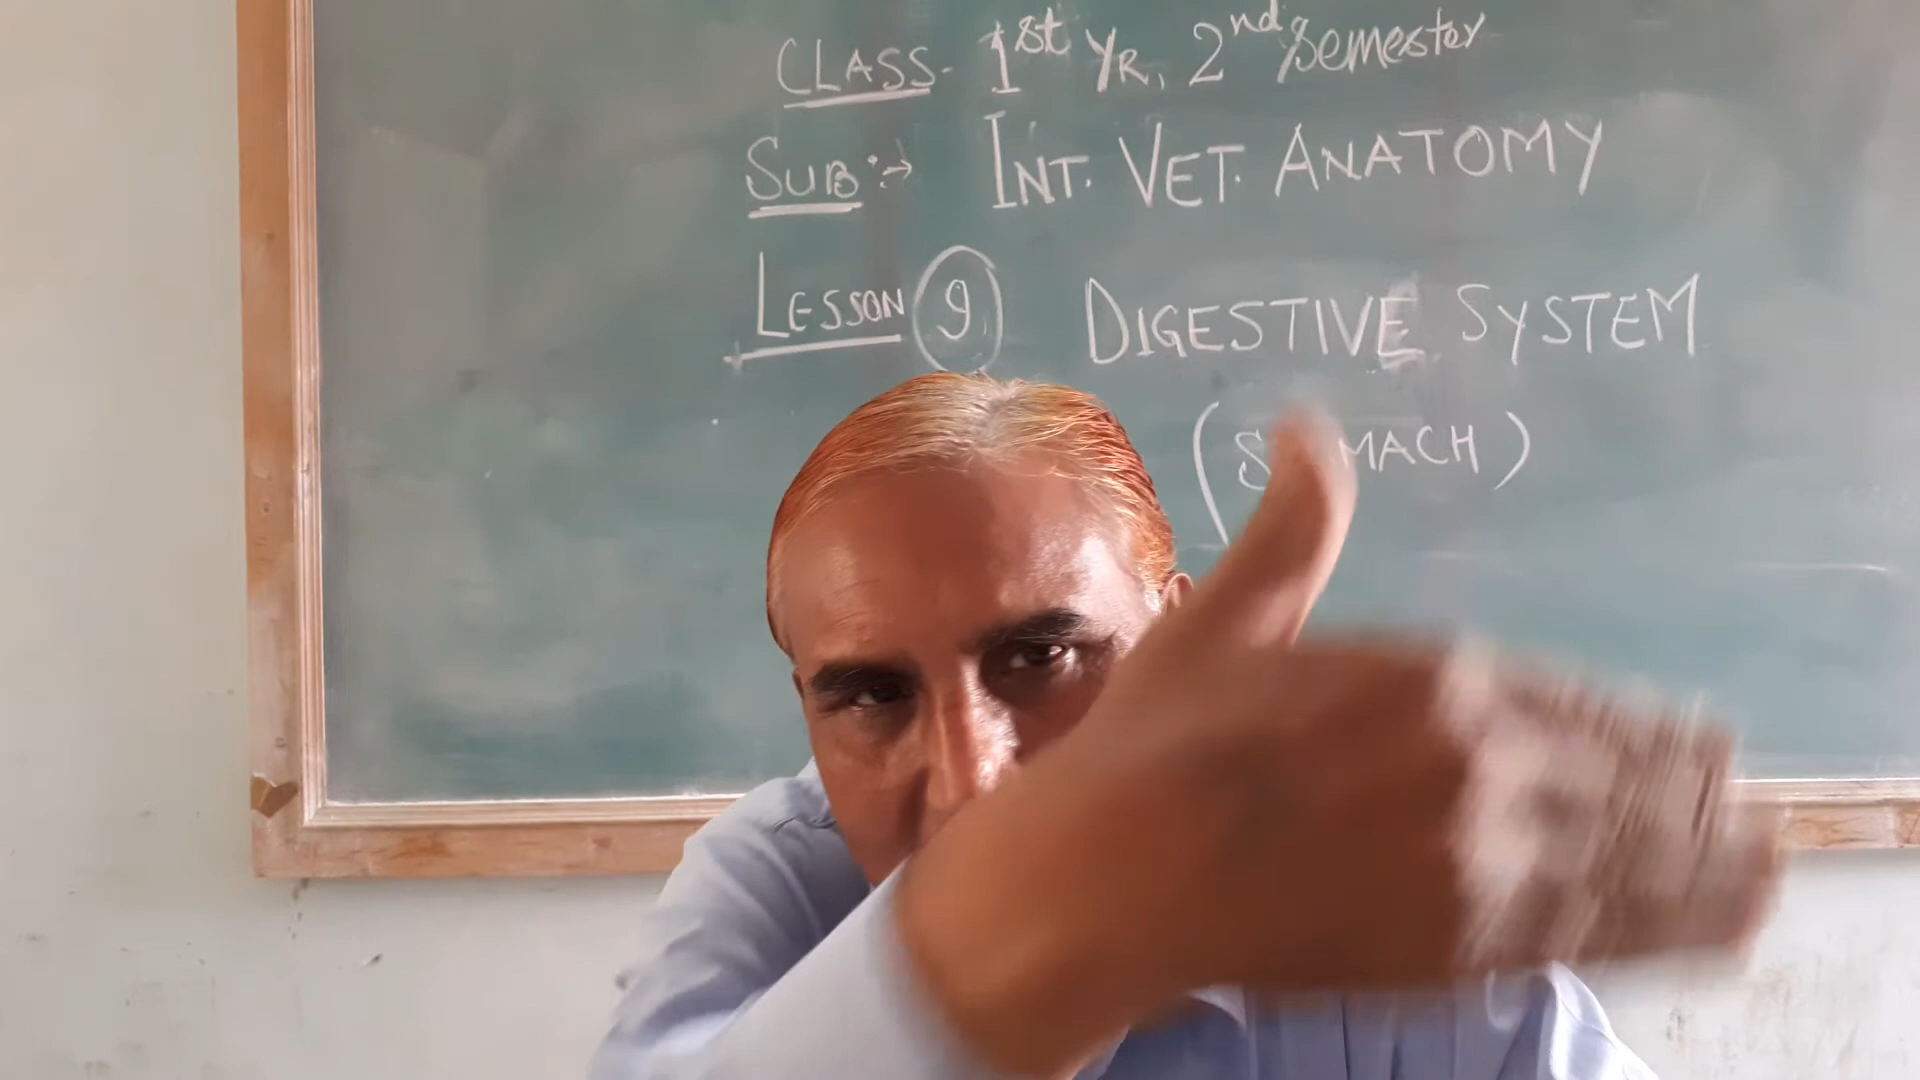 CLASS- 1st YR, 2nd Semester
SUB:→ INT. VET. ANATOMY
LESSON 9, DIGESTIVE SYSTEM